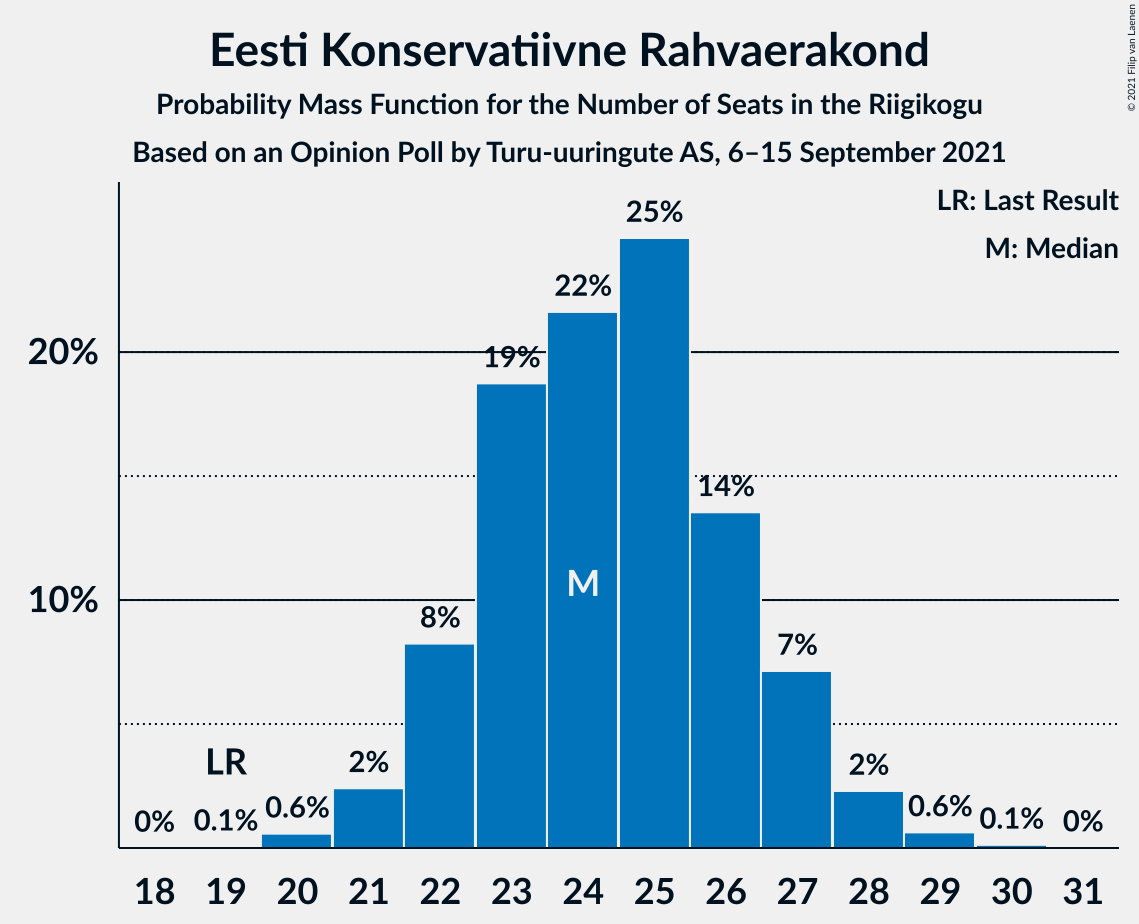 Eesti Konservatiivne Rahvaerakond
Probability Mass Function for the Number of Seats in the Riigikogu
Based on an Opinion Poll by Turu-uuringute AS, 6–15 September 2021
© 2021 Filip van Laenen
LR: Last Result
M: Median
25%
22%
20%
19%
14%
M
10%
8%
7%
LR
2%
2%
0%
0.1%
0.6%
0.6%
0.1%
0%
18 19 20 21 22 23 24 25 26 27 28 29 30 31